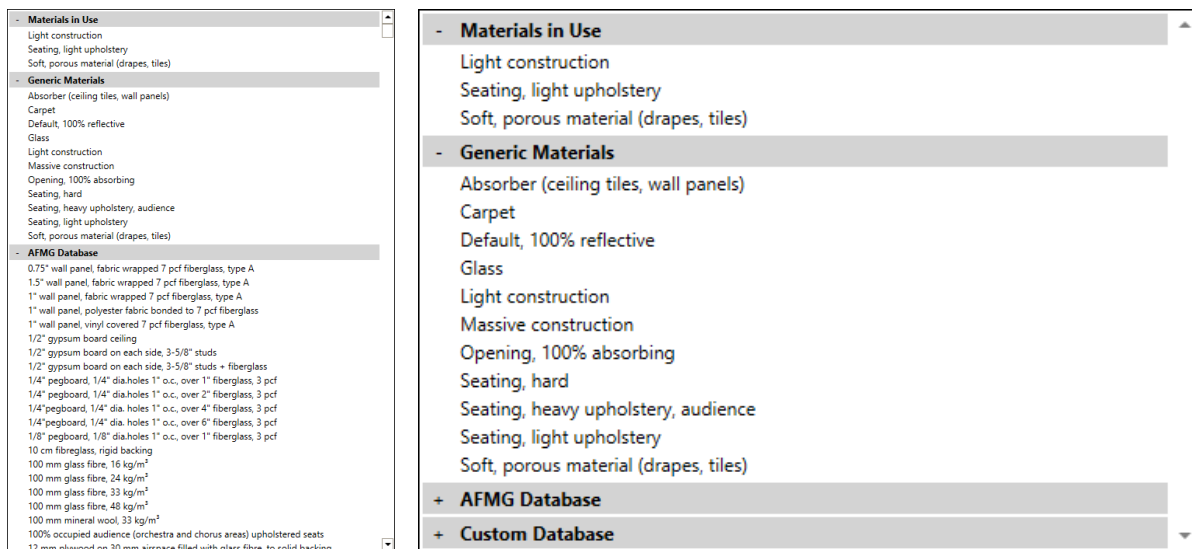 - Materials in Use
Light construction
Seating, light upholstery
Soft, porous material (drapes, tiles)
- Generic Materials
Absorber (ceiling tiles, wall panels)
Carpet
Default, 100% reflective
Glass
Light construction
Massive construction
Opening, 100% absorbing
Seating, hard
Seating, heavy upholstery, audience
Seating, light upholstery
Soft, porous material (drapes, tiles)
- AFMG Database
0.75" wall panel, fabric wrapped 7 pcf fiberglass, type A
1.5" wall panel, fabric wrapped 7 pcf fiberglass, type A
1" wall panel, fabric wrapped 7 pcf fiberglass, type A
1" wall panel, polyester fabric bonded to 7 pcf fiberglass
1" wall panel, vinyl covered 7 pcf fiberglass, type A
1/2" gypsum board ceiling
1/2" gypsum board on each side, 3-5/8" studs
1/2" gypsum board on each side, 3-5/8" studs + fiberglass
1/4" pegboard, 1/4" dia.holes 1" o.c., over 1" fiberglass, 3 pcf
1/4" pegboard, 1/4" dia.holes 1" o.c., over 2" fiberglass, 3 pcf
1/4"pegboard, 1/4" dia. holes 1" o.c., over 4" fiberglass, 3 pcf
1/4"pegboard, 1/4" dia. holes 1" o.c., over 6" fiberglass, 3 pcf
1/8" pegboard, 1/8" dia.holes 1" o.c., over 1" fiberglass, 3 pcf
10 cm fibreglass, rigid backing
100 mm glass fibre, 16 kg/m³
100 mm glass fibre, 24 kg/m³
100 mm glass fibre, 33 kg/m³
100 mm glass fibre, 48 kg/m³
100 mm mineral wool, 33 kg/m³
100% occupied audience (orchestra and chorus areas) upholstered seats
12 mm plywood on 30 mm airspace filled with glass fibre, to solid backing
- Materials in Use
Light construction
Seating, light upholstery
Soft, porous material (drapes, tiles)
- Generic Materials
Absorber (ceiling tiles, wall panels)
Carpet
Default, 100% reflective
Glass
Light construction
Massive construction
Opening, 100% absorbing
Seating, hard
Seating, heavy upholstery, audience
Seating, light upholstery
Soft, porous material (drapes, tiles)
+ AFMG Database
+ Custom Database